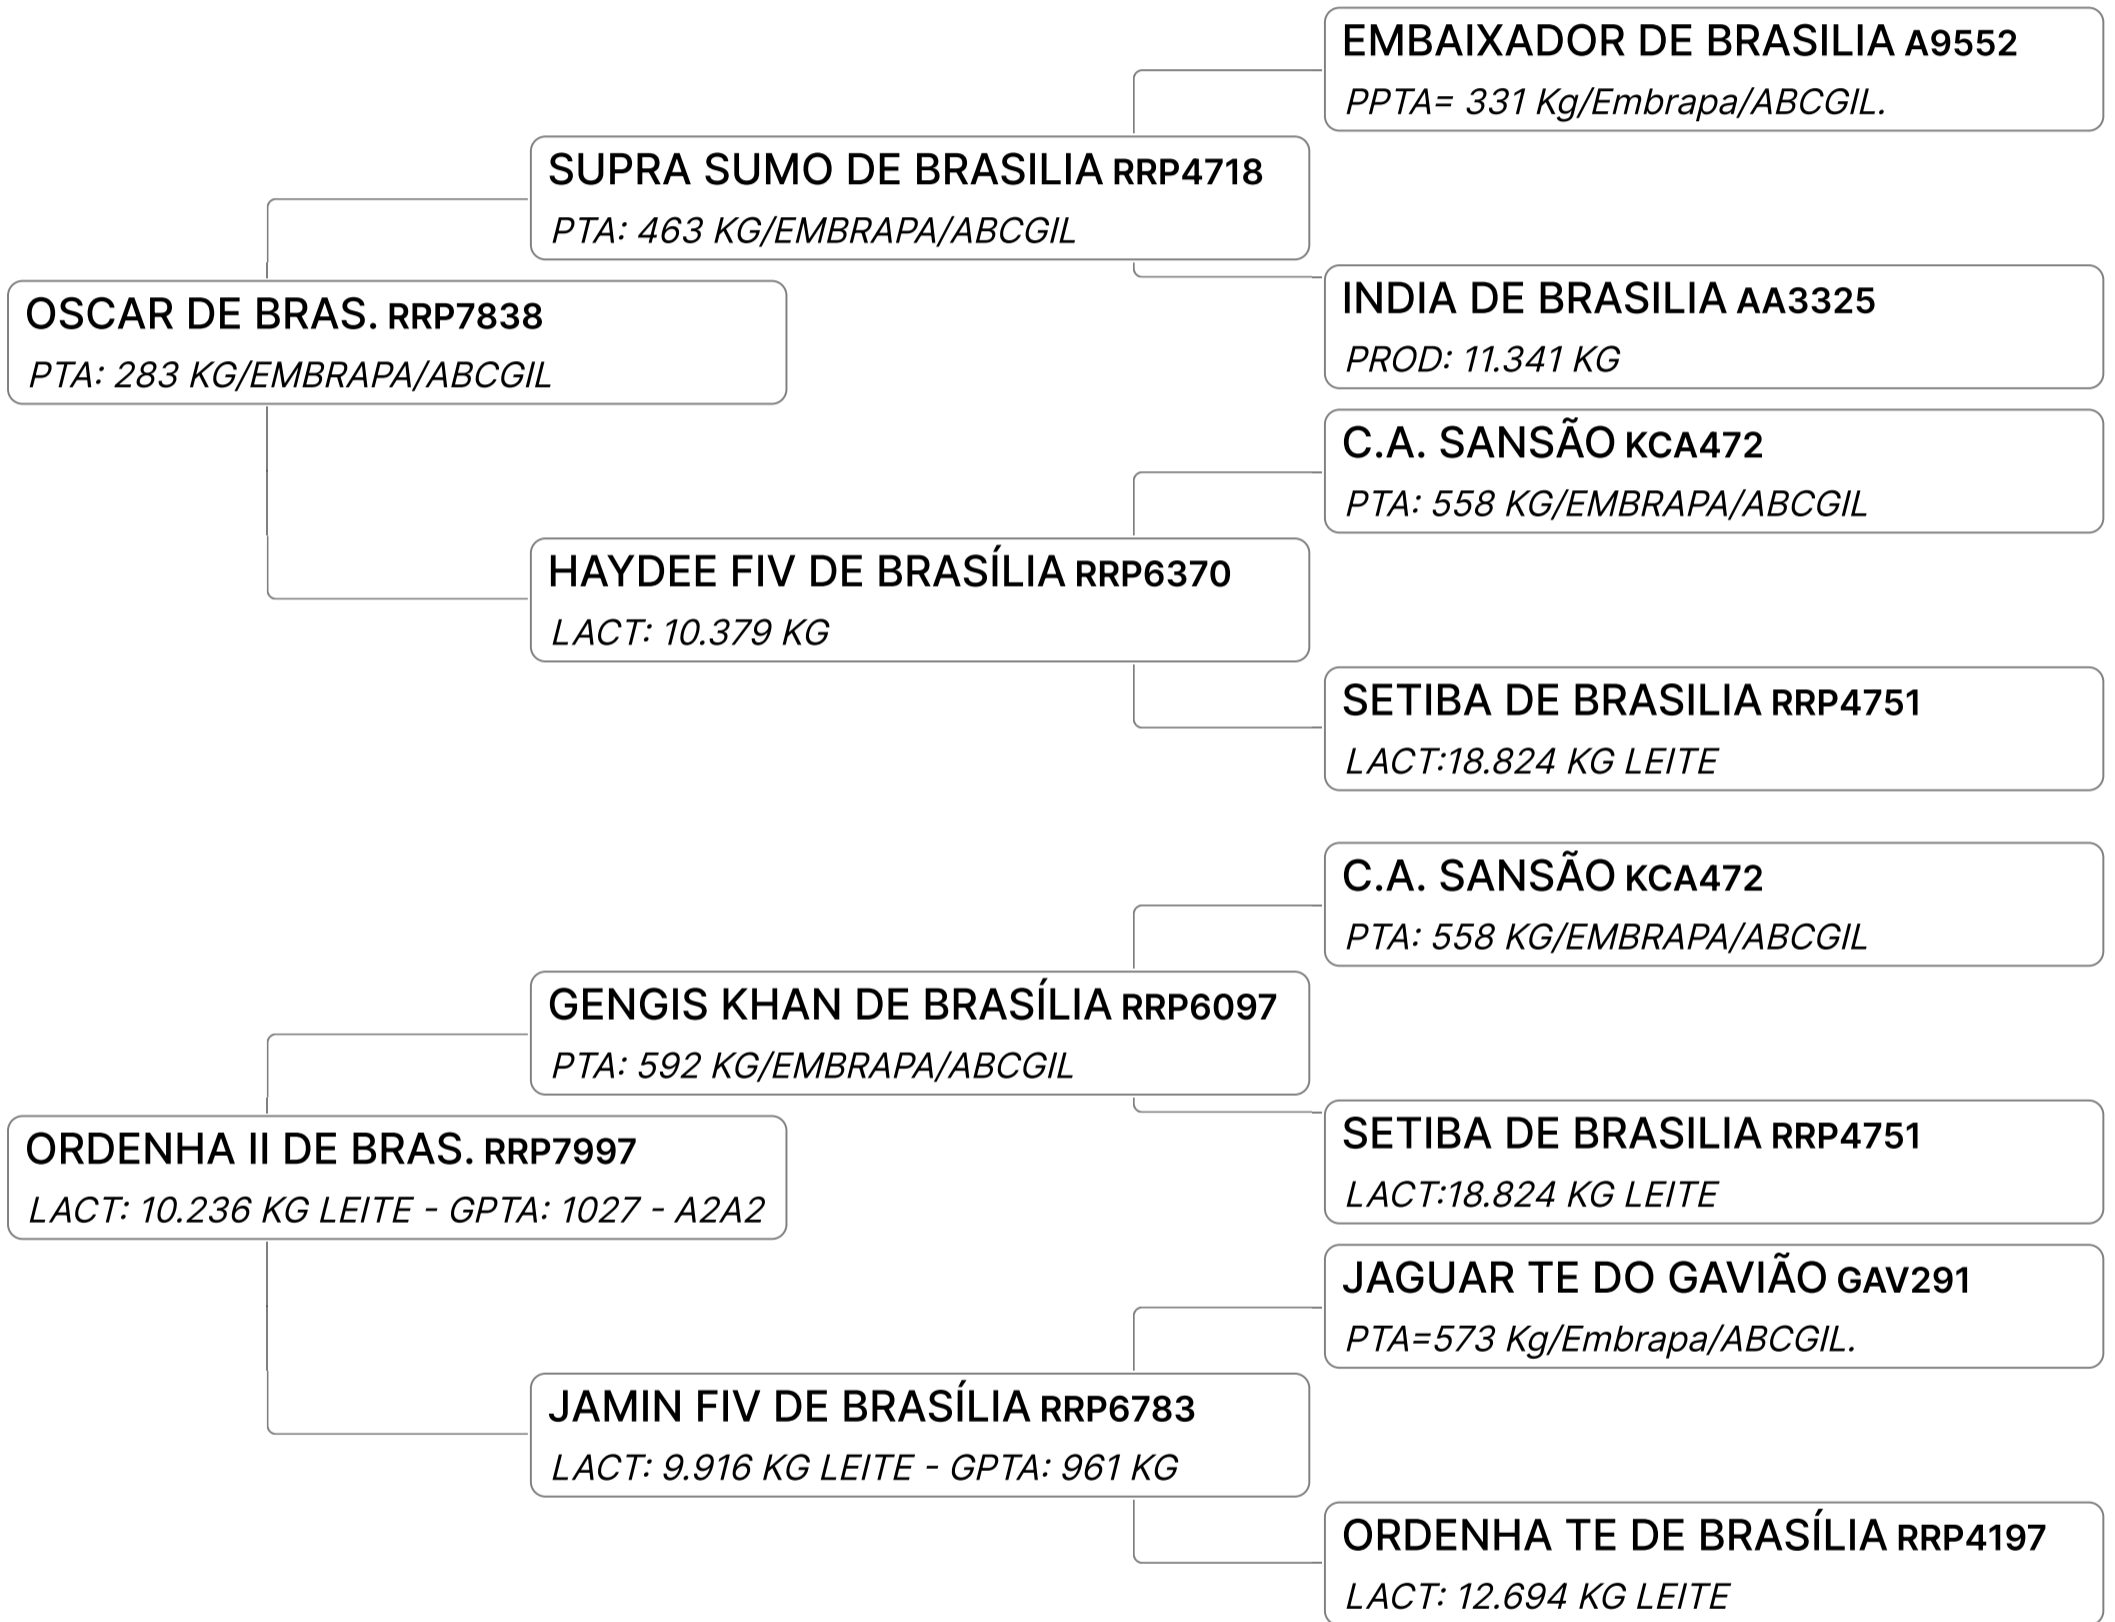 EMBAIXADOR DE BRASILIA A9552
PPTA= 331 Kg/Embrapa/ABCGIL.
SUPRA SUMO DE BRASILIA RRP4718
PTA: 463 KG/EMBRAPA/ABCGIL
INDIA DE BRASILIA AA3325
PROD: 11.341 KG
OSCAR DE BRAS. RRP7838
PTA: 283 KG/EMBRAPA/ABCGIL
C.A. SANSÃO KCA472
PTA: 558 KG/EMBRAPA/ABCGIL
HAYDEE FIV DE BRASÍLIA RRP6370
LACT: 10.379 KG
SETIBA DE BRASILIA RRP4751
LACT:18.824 KG LEITE
C.A. SANSÃO KCA472
PTA: 558 KG/EMBRAPA/ABCGIL
GENGIS KHAN DE BRASÍLIA RRP6097
PTA: 592 KG/EMBRAPA/ABCGIL
SETIBA DE BRASILIA RRP4751
LACT:18.824 KG LEITE
ORDENHA II DE BRAS. RRP7997
LACT: 10.236 KG LEITE - GPTA: 1027 - A2A2
JAGUAR TE DO GAVIÃO GAV291
PTA=573 Kg/Embrapa/ABCGIL.
JAMIN FIV DE BRASÍLIA RRP6783
LACT: 9.916 KG LEITE - GPTA: 961 KG
ORDENHA TE DE BRASÍLIA RRP4197
LACT: 12.694 KG LEITE